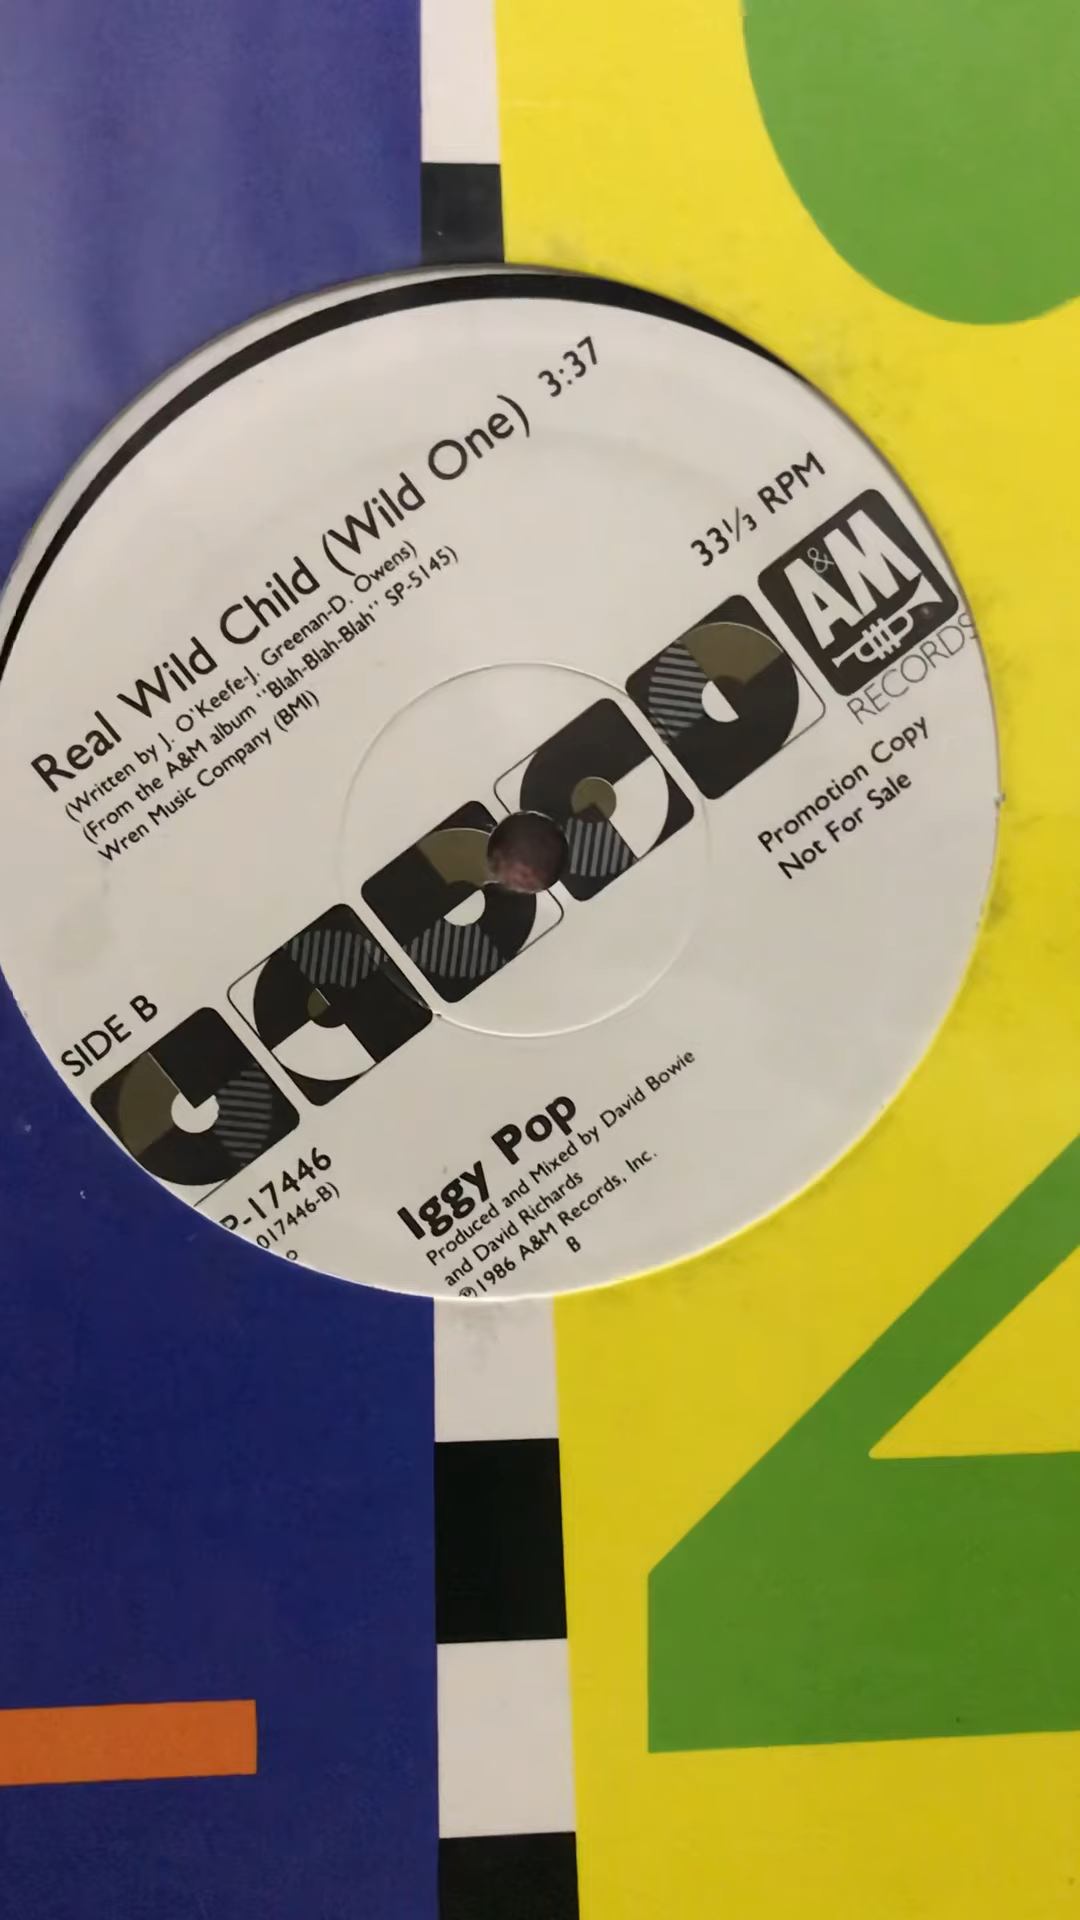 Real Wild Child (Wild One) 3:37
(Written by J. O'Keefe-J. Greenan-D. Owens)
(From the A&M album "Blah-Blah-Blah" SP-5145)
Wren Music Company (BMI)
33⅓ RPM
A&M
RECORDS
Promotion Copy
Not For Sale
SIDE B
P-17446
017446-B)
Iggy Pop
Produced and Mixed by David Bowie
and David Richards
℗1986 A&M Records, Inc.
B